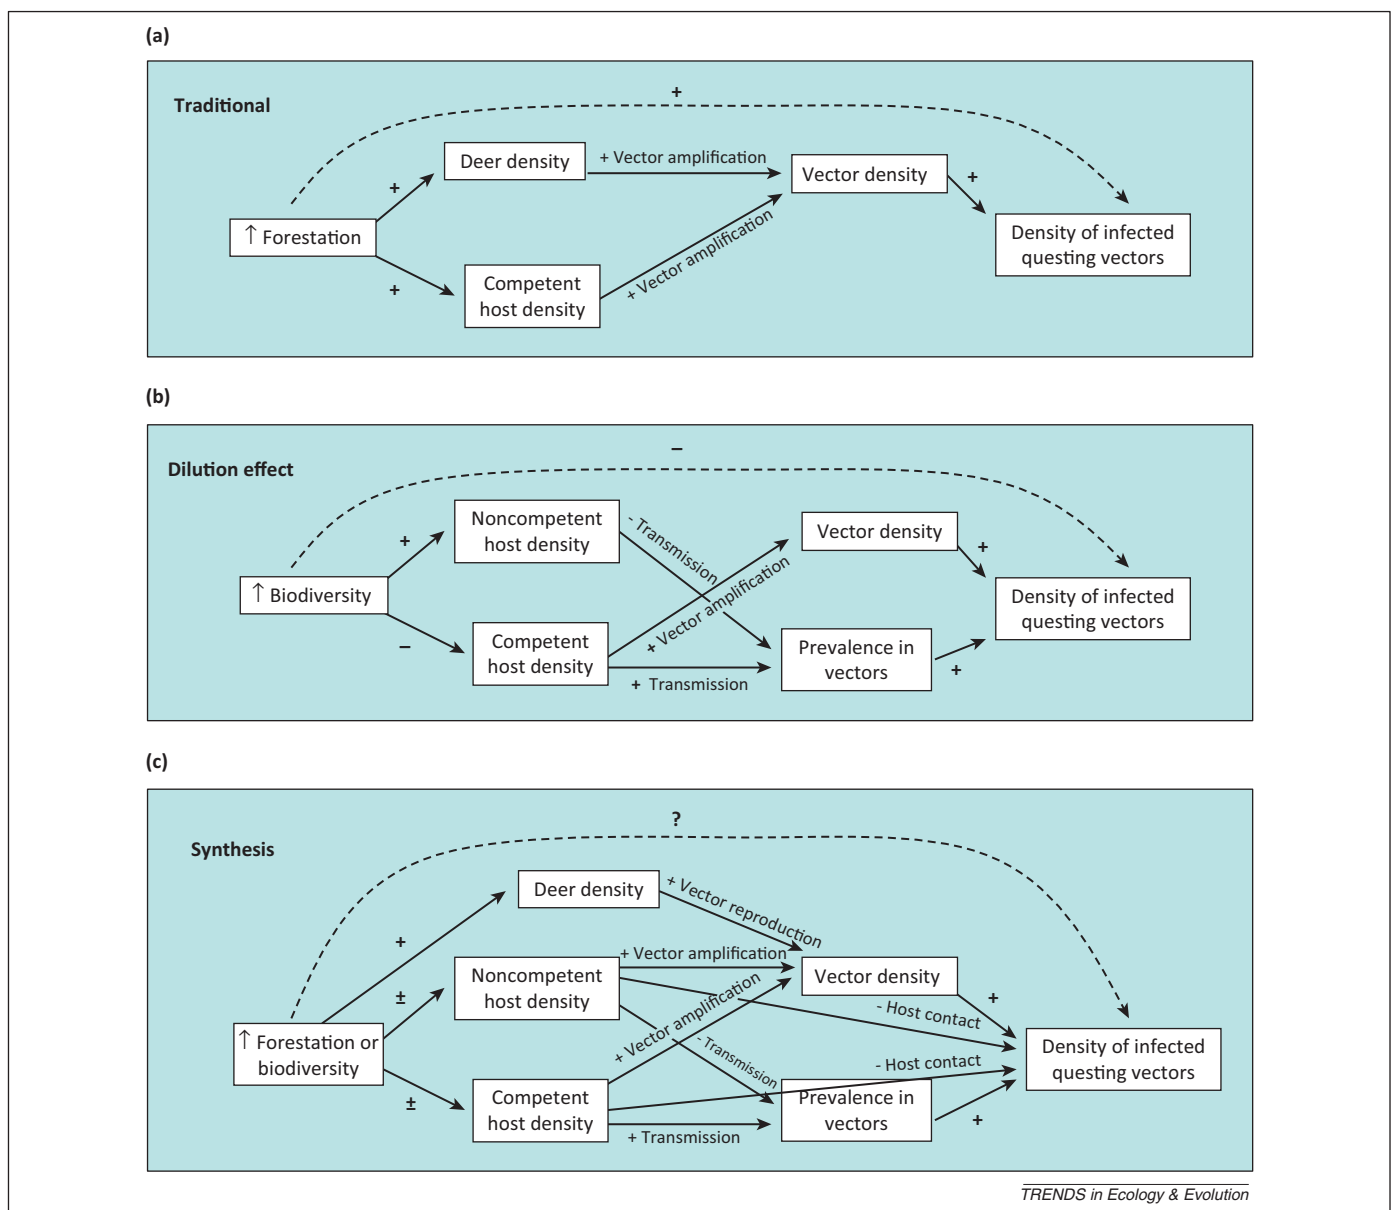 (a)
Traditional
+
Deer density
+ Vector amplification
Vector density
+
+
↑ Forestation
Density of infected
questing vectors
+ Vector amplification
+
Competent
host density
(b)
Dilution effect
–
Noncompetent
host density
- Transmission
Vector density
+
+
↑ Biodiversity
+ Vector amplification
Density of infected
questing vectors
–
Competent
host density
Prevalence in
vectors
+
+ Transmission
(c)
?
Synthesis
Deer density
+ Vector reproduction
+
+ Vector amplification
Noncompetent
host density
Vector density
±
+
- Host contact
+ Vector amplification
↑ Forestation or
biodiversity
- Transmission
- Host contact
Density of infected
questing vectors
±
Competent
host density
Prevalence in
vectors
+
+ Transmission
TRENDS in Ecology & Evolution